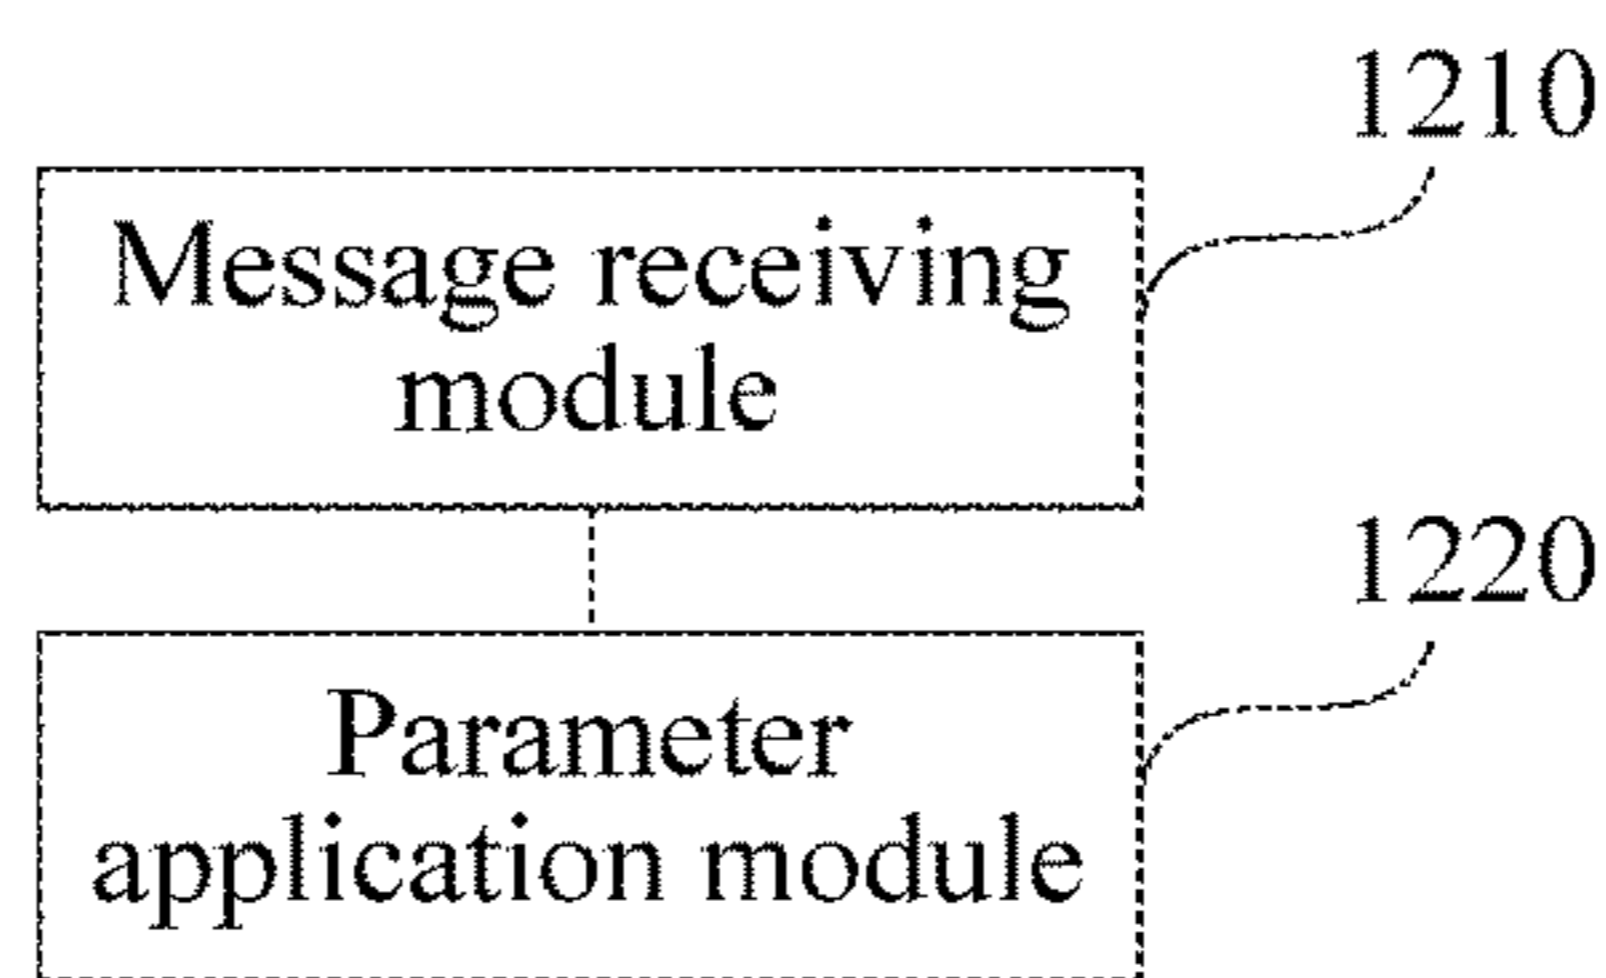 1210
Message receiving
module
1220
Parameter
application module